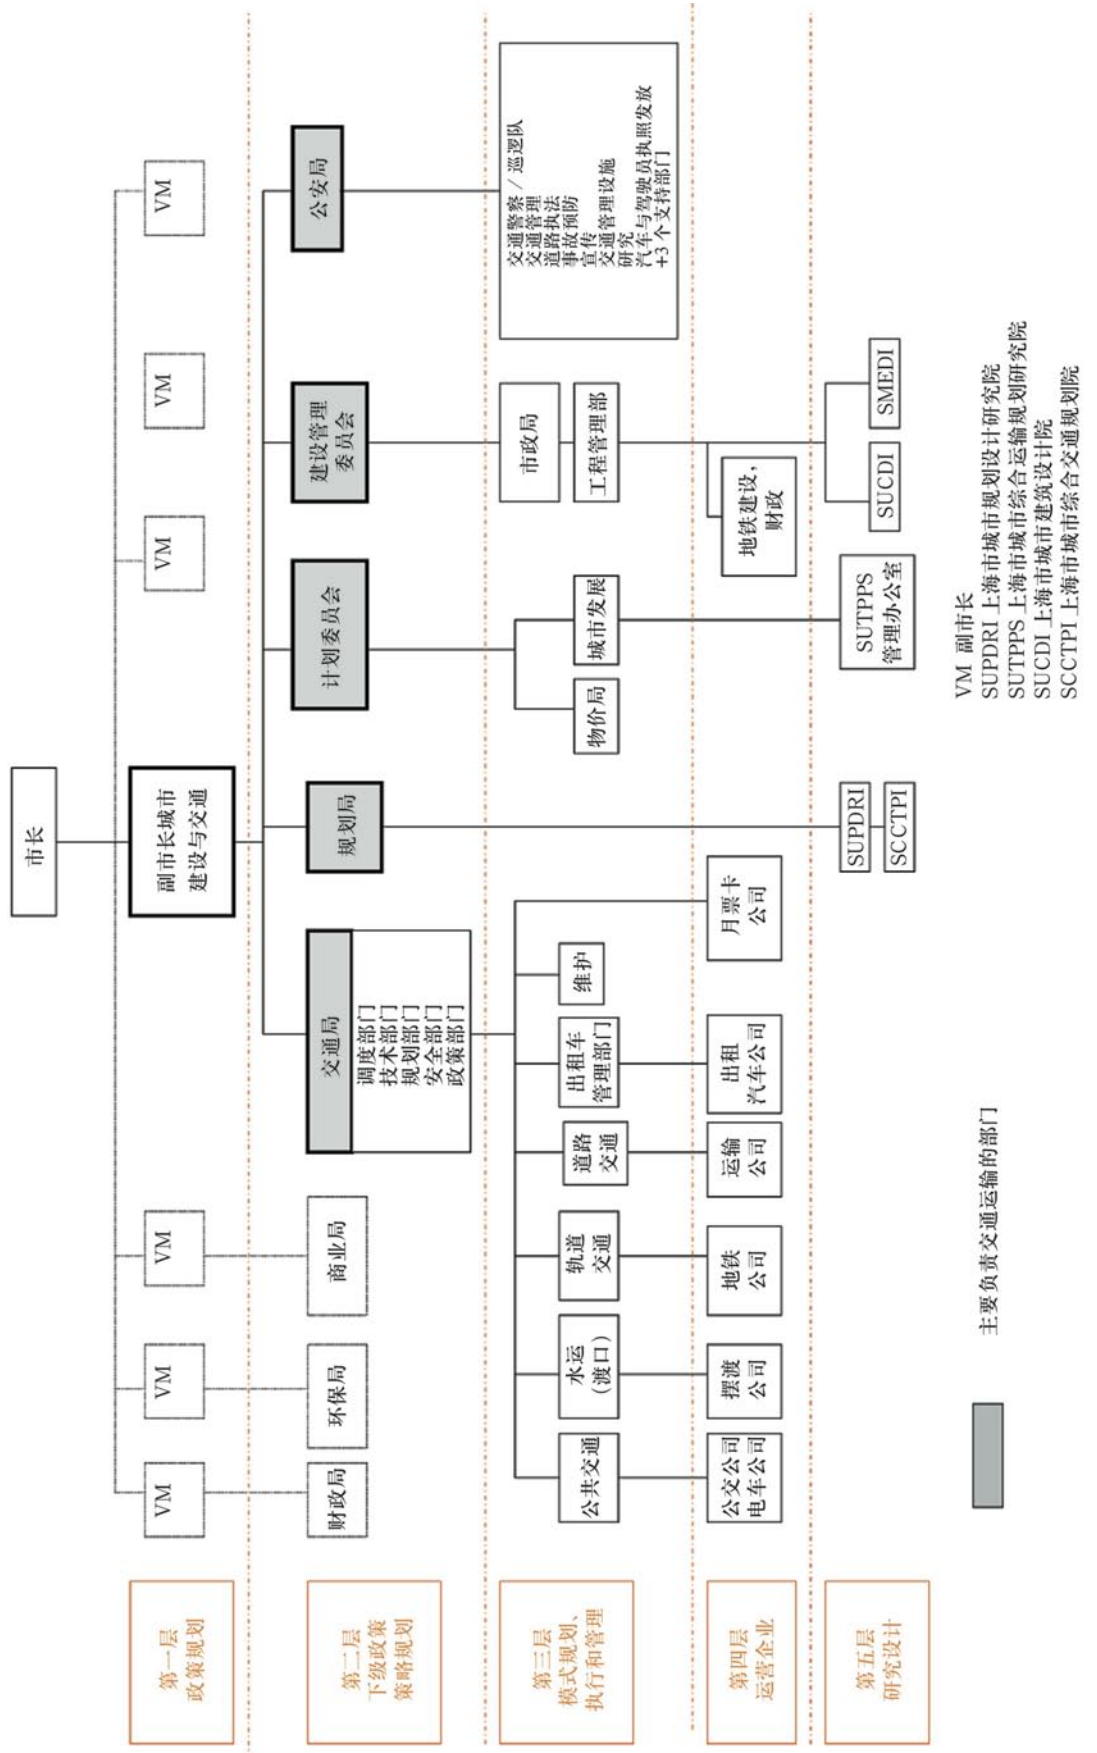 市长
VM
VM
VM
副市长城市
建设与交通
VM
VM
VM
第一层
政策规划
财政局
环保局
商业局
交通局
调度部门
技术部门
规划部门
安全部门
政策部门
规划局
计划委员会
建设管理
委员会
公安局
第二层
下级政策
策略规划
公共交通
水运
(渡口)
轨道
交通
道路
交通
出租车
管理部门
维护
物价局
城市发展
市政局
工程管理部
交通警察 / 巡逻队
交通管理
道路执法
事故预防
宣传
交通管理设施
研究
汽车与驾驶员执照发放
+3 个支持部门
第三层
模式规划、
执行和管理
公交公司
电车公司
摆渡
公司
地铁
公司
运输
公司
出租
汽车公司
月票卡
公司
地铁建设,
财政
第四层
运营企业
SUPDRI
SCCTPI
SUTPPS
管理办公室
SUCDI
SMEDI
第五层
研究设计
主要负责交通运输的部门
VM 副市长
SUPDRI 上海市城市规划设计研究院
SUTPPS 上海市城市综合运输规划研究院
SUCDI 上海市城市建筑设计院
SCCTPI 上海市城市综合交通规划院